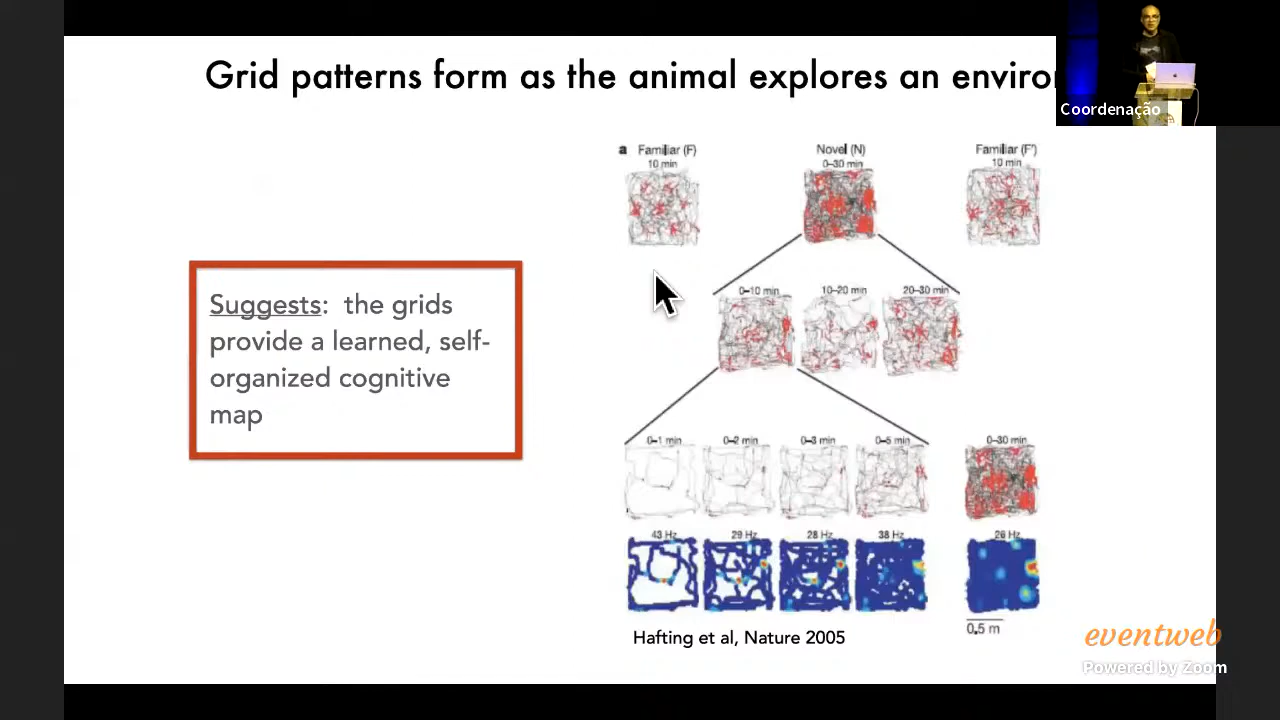 Grid patterns form as the animal explores an environ
Coordenação
a Familiar (F)
10 min
Novel (N)
0–30 min
Familiar (F')
10 min
Suggests: the grids
provide a learned, self-
organized cognitive
map
0–10 min 10–20 min 20–30 min
0–1 min 0–2 min 0–3 min 0–5 min 0–30 min
43 Hz 29 Hz 28 Hz 38 Hz 26 Hz
0.5 m
Hafting et al, Nature 2005
eventweb
Powered by Zoom